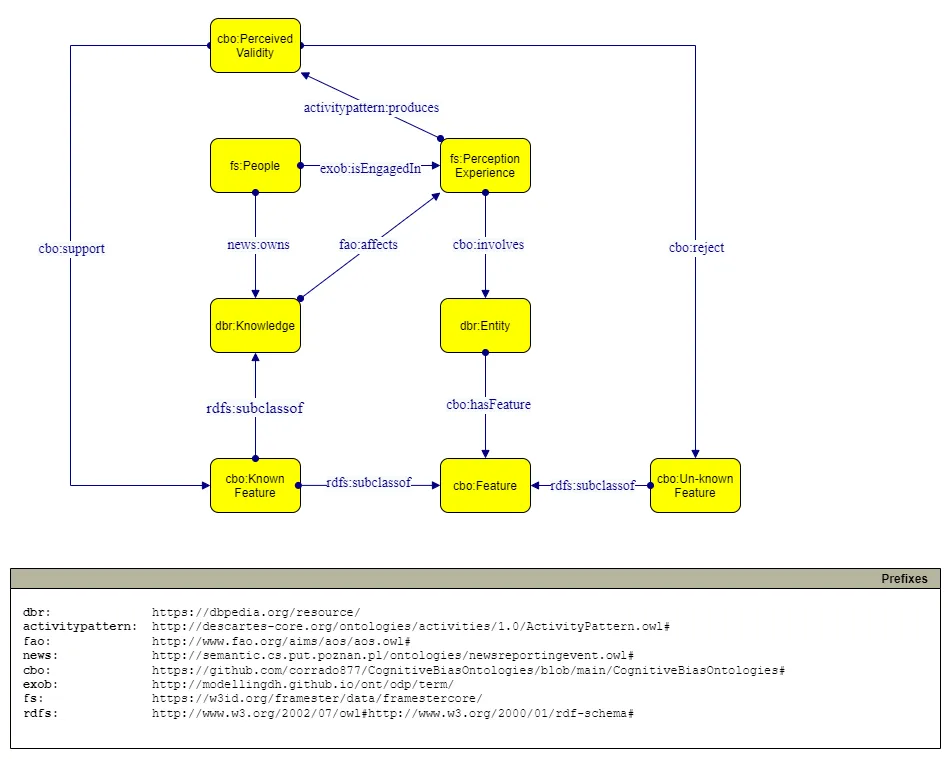 cbo:Perceived
Validity
activitypattern:produces
fs:People
exob:isEngagedIn
fs:Perception
Experience
cbo:support
news:owns
fao:affects
cbo:involves
cbo:reject
dbr:Knowledge
dbr:Entity
rdfs:subclassof
cbo:hasFeature
cbo:Known
Feature
rdfs:subclassof
cbo:Feature
rdfs:subclassof
cbo:Un-known
Feature
Prefixes
dbr: https://dbpedia.org/resource/
activitypattern: http://descartes-core.org/ontologies/activities/1.0/ActivityPattern.owl#
fao: http://www.fao.org/aims/aos/aos.owl#
news: http://semantic.cs.put.poznan.pl/ontologies/newsreportingevent.owl#
cbo: https://github.com/corrado877/CognitiveBiasOntologies/blob/main/CognitiveBiasOntologies#
exob: http://modellingdh.github.io/ont/odp/term/
fs: https://w3id.org/framester/data/framestercore/
rdfs: http://www.w3.org/2002/07/owl#http://www.w3.org/2000/01/rdf-schema#